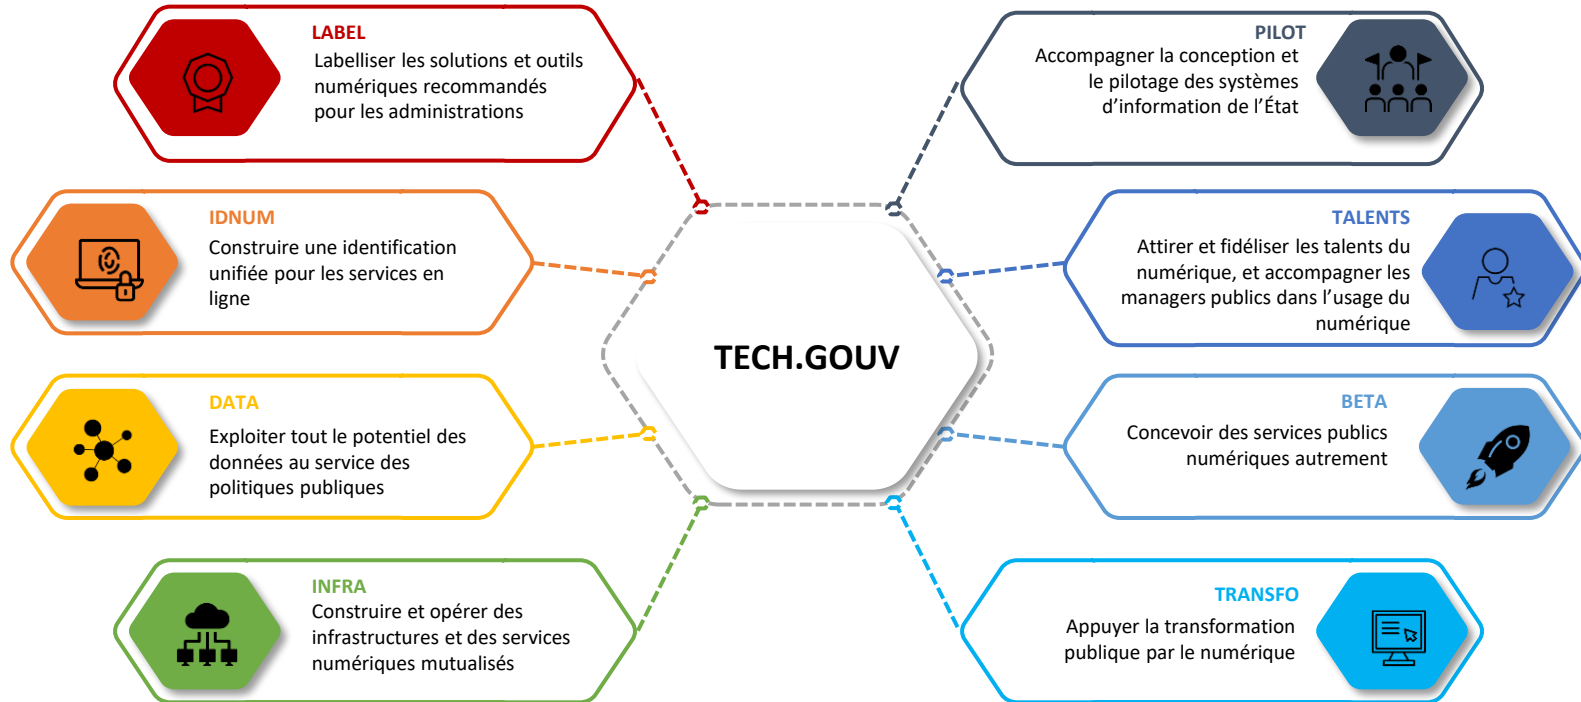 LABEL
Labelliser les solutions et outils
numériques recommandés
pour les administrations
IDNUM
Construire une identification
unifiée pour les services en
ligne
DATA
Exploiter tout le potentiel des
données au service des
politiques publiques
INFRA
Construire et opérer des
infrastructures et des services
numériques mutualisés
TECH.GOUV
PILOT
Accompagner la conception et
le pilotage des systèmes
d’information de l’État
TALENTS
Attirer et fidéliser les talents du
numérique, et accompagner les
managers publics dans l’usage du
numérique
BETA
Concevoir des services publics
numériques autrement
TRANSFO
Appuyer la transformation
publique par le numérique